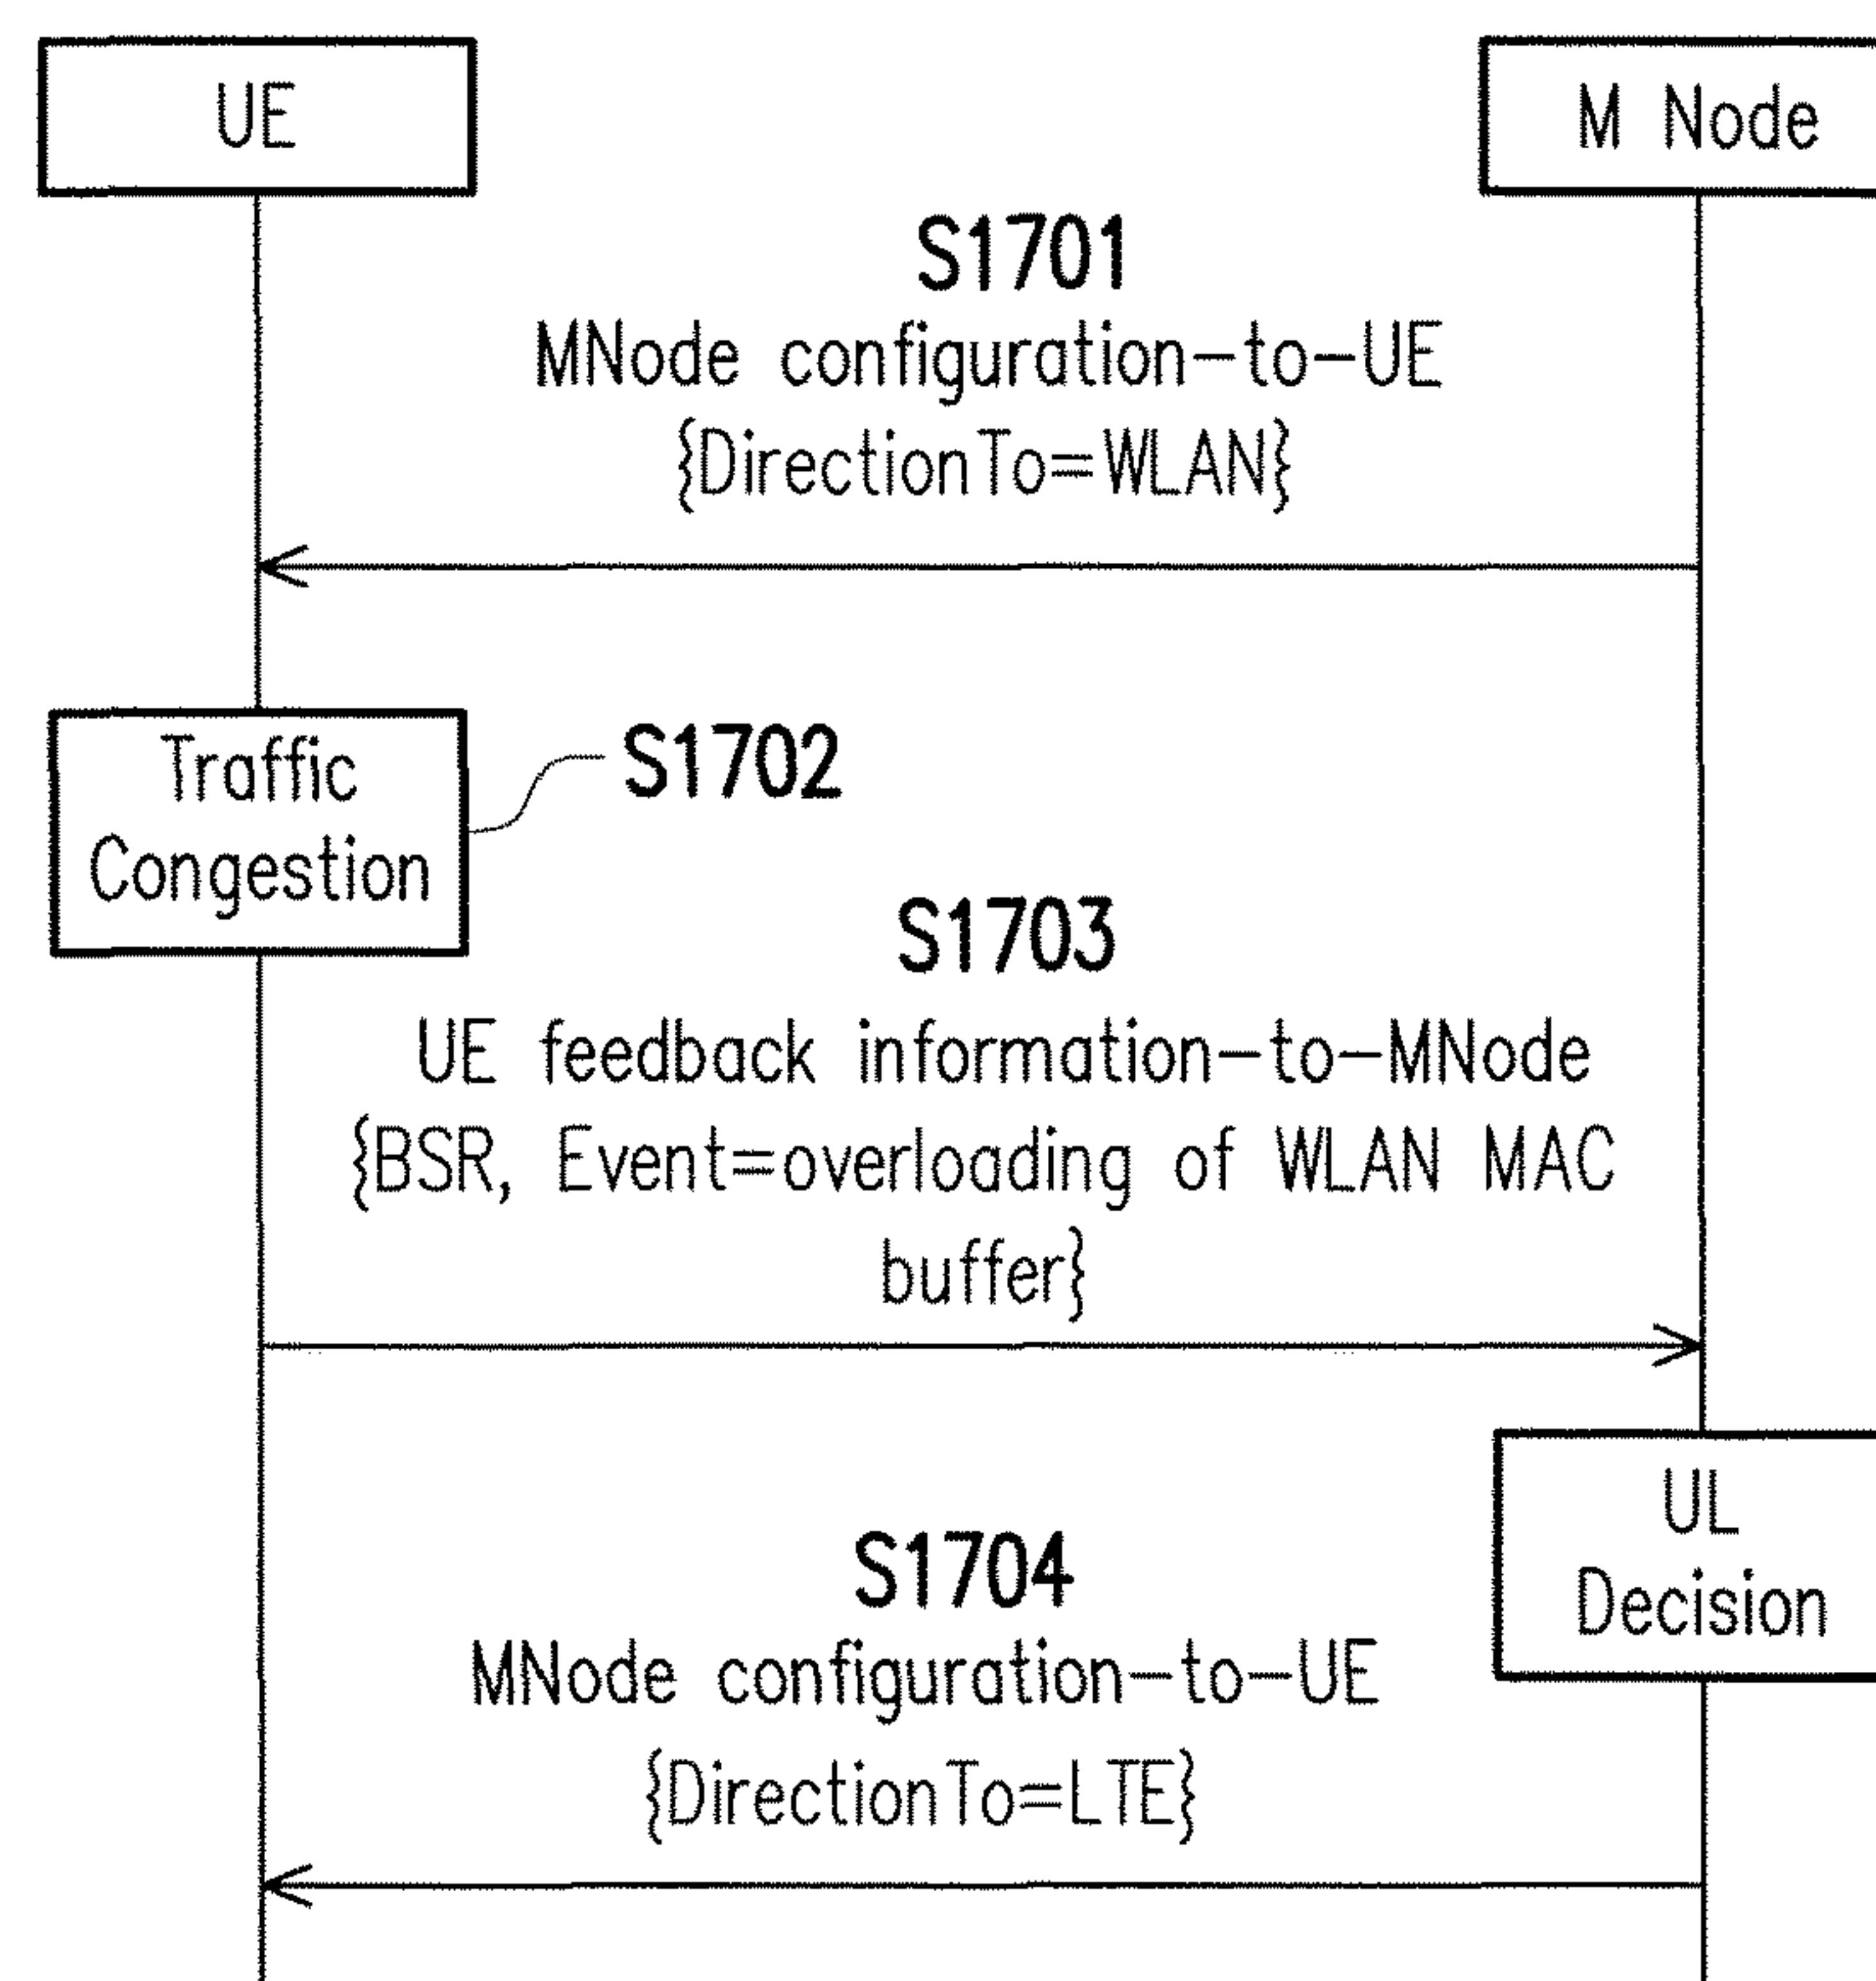 UE
M Node
S1701
MNode configuration-to-UE
{DirectionTo=WLAN}
Traffic
Congestion
S1702
S1703
UE feedback information-to-MNode
{BSR, Event=overloading of WLAN MAC
buffer}
UL
Decision
S1704
MNode configuration-to-UE
{DirectionTo=LTE}